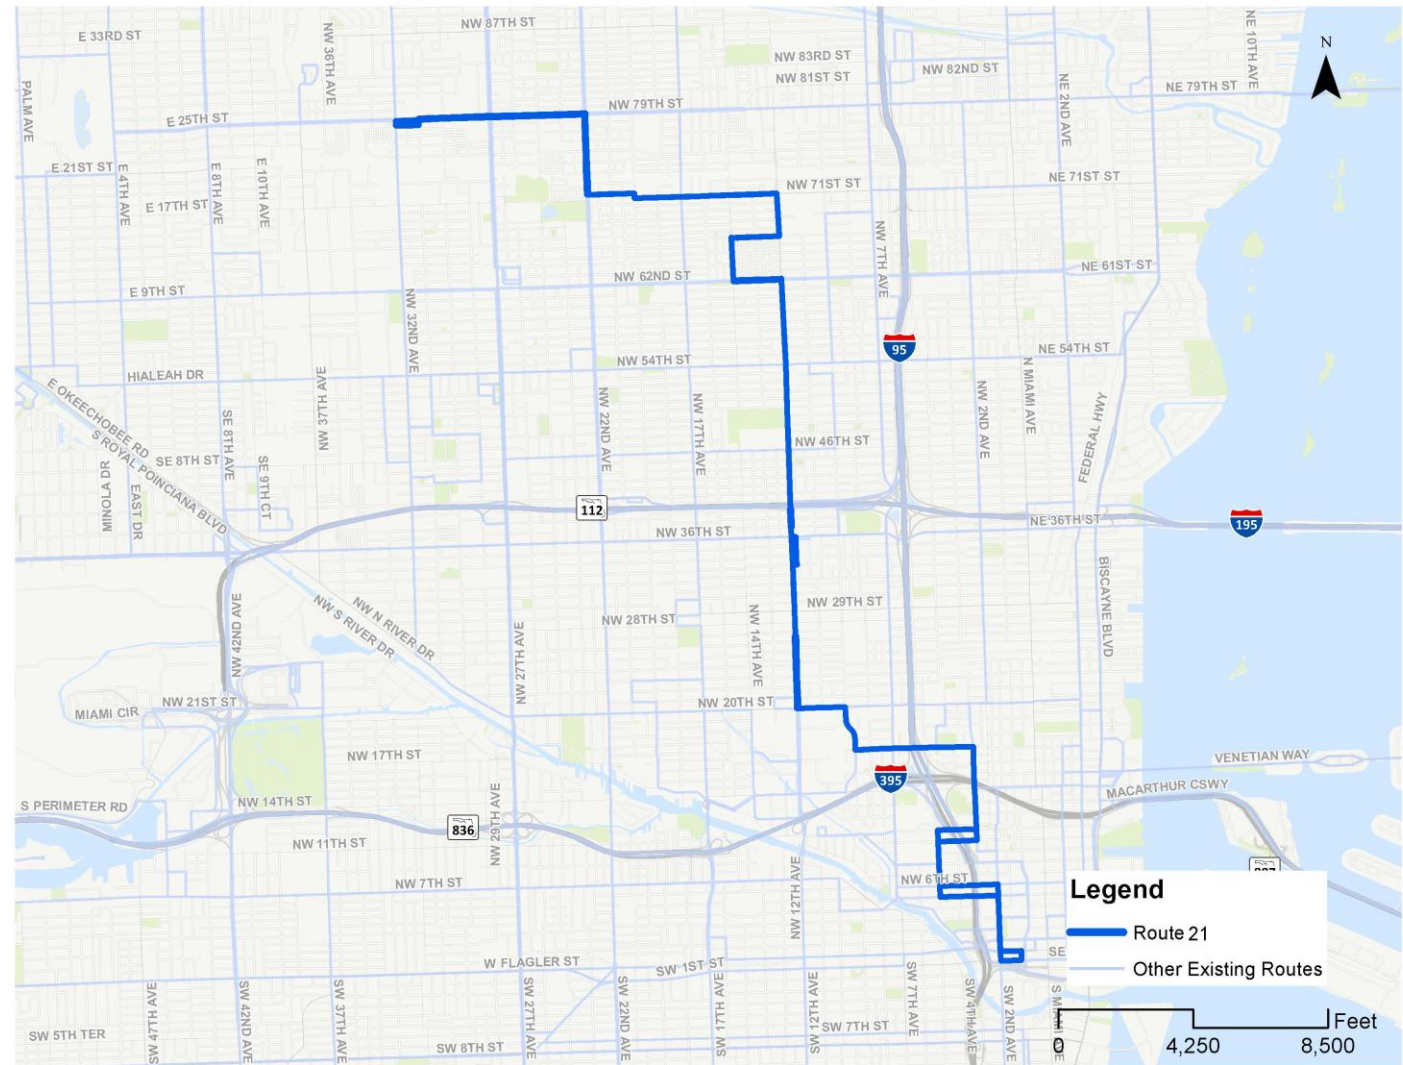 E 33RD ST
NW 36TH AVE
NW 87TH ST
NE 10TH AVE
N
NW 83RD ST
NW 81ST ST
NW 82ND ST
PALM AVE
NE 2ND AVE
NE 79TH ST
NW 79TH ST
E 25TH ST
E 21ST ST
E 4TH AVE
E 8TH AVE
E 10TH AVE
E 17TH ST
NW 71ST ST
NE 71ST ST
NW 7TH AVE
NW 62ND ST
NE 61ST ST
E 9TH ST
NW 32ND AVE
95
NE 54TH ST
NW 54TH ST
HIALEAH DR
NW 37TH AVE
E OKEECHOBEE RD
S ROYAL POINCIANA BLVD
SE 8TH AVE
SE 8TH ST
SE 9TH CT
MINOLA DR
EAST DR
NW 22ND AVE
NW 17TH AVE
NW 46TH ST
NW 2ND AVE
N MIAMI AVE
FEDERAL HWY
112
NE 36TH ST
195
NW 36TH ST
BISCAYNE BLVD
NW 42ND AVE
NW N RIVER DR
NW S RIVER DR
NW 28TH ST
NW 29TH ST
NW 14TH AVE
NW 27TH AVE
NW 21ST ST
MIAMI CIR
NW 20TH ST
NW 17TH ST
VENETIAN WAY
395
MACARTHUR CSWY
S PERIMETER RD
NW 14TH ST
NW 29TH AVE
836
NW 11TH ST
NW 7TH ST
NW 12TH AVE
NW 6TH ST
Legend
Route 21
Other Existing Routes
SE
W FLAGLER ST
SW 1ST ST
SW 47TH AVE
SW 42ND AVE
SW 37TH AVE
SW 27TH AVE
SW 22ND AVE
SW 17TH AVE
SW 12TH AVE
SW 7TH AVE
SW 4TH AVE
SW 2ND AVE
S MIAMI
SW 5TH TER
SW 7TH ST
SW 8TH ST
Feet
0
4,250
8,500